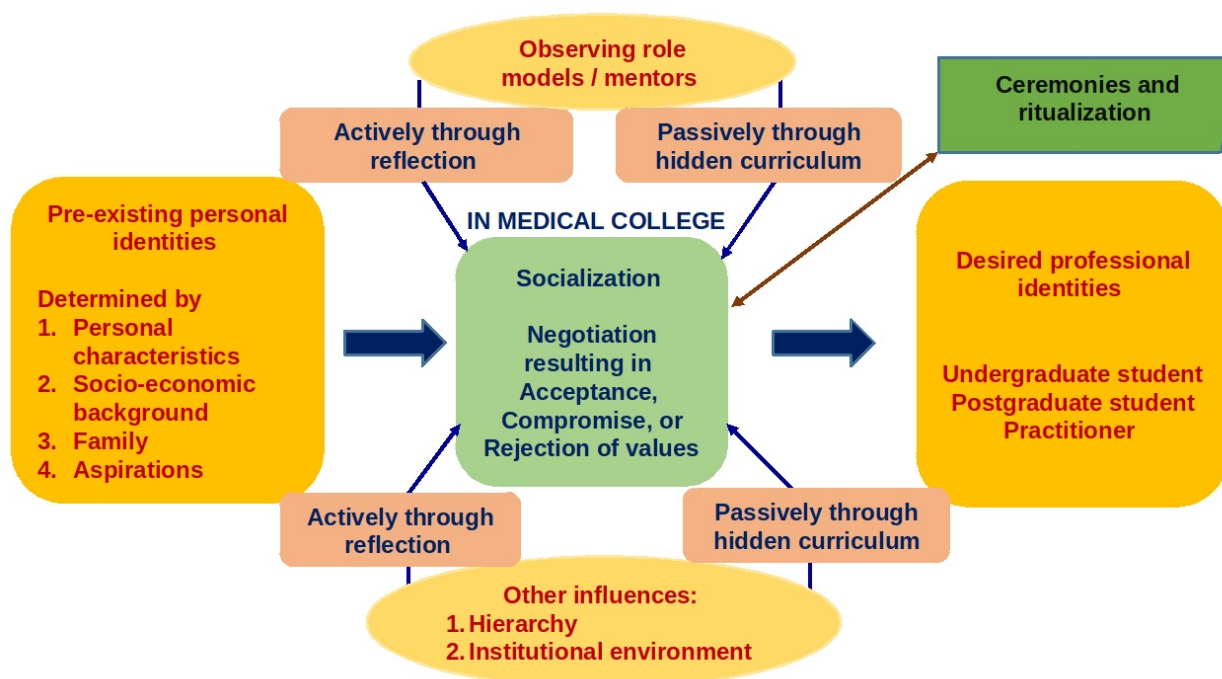 Observing role
models / mentors
Ceremonies and
ritualization
Actively through
reflection
Passively through
hidden curriculum
Pre-existing personal
identities
Determined by
1. Personal
characteristics
2. Socio-economic
background
3. Family
4. Aspirations
IN MEDICAL COLLEGE
Socialization
Negotiation
resulting in
Acceptance,
Compromise, or
Rejection of values
Desired professional
identities
Undergraduate student
Postgraduate student
Practitioner
Actively through
reflection
Passively through
hidden curriculum
Other influences:
1. Hierarchy
2. Institutional environment